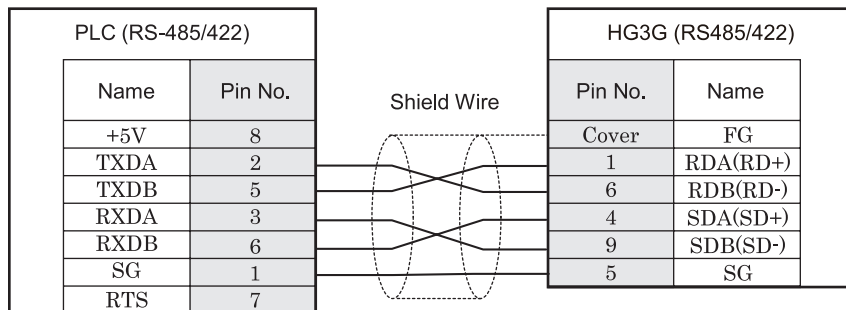 PLC (RS-485/422)
HG3G (RS485/422)
Name Pin No.
Shield Wire
Pin No. Name
+5V 8
Cover FG
TXDA 2
1 RDA(RD+)
TXDB 5
6 RDB(RD-)
RXDA 3
4 SDA(SD+)
RXDB 6
9 SDB(SD-)
SG 1
5 SG
RTS 7